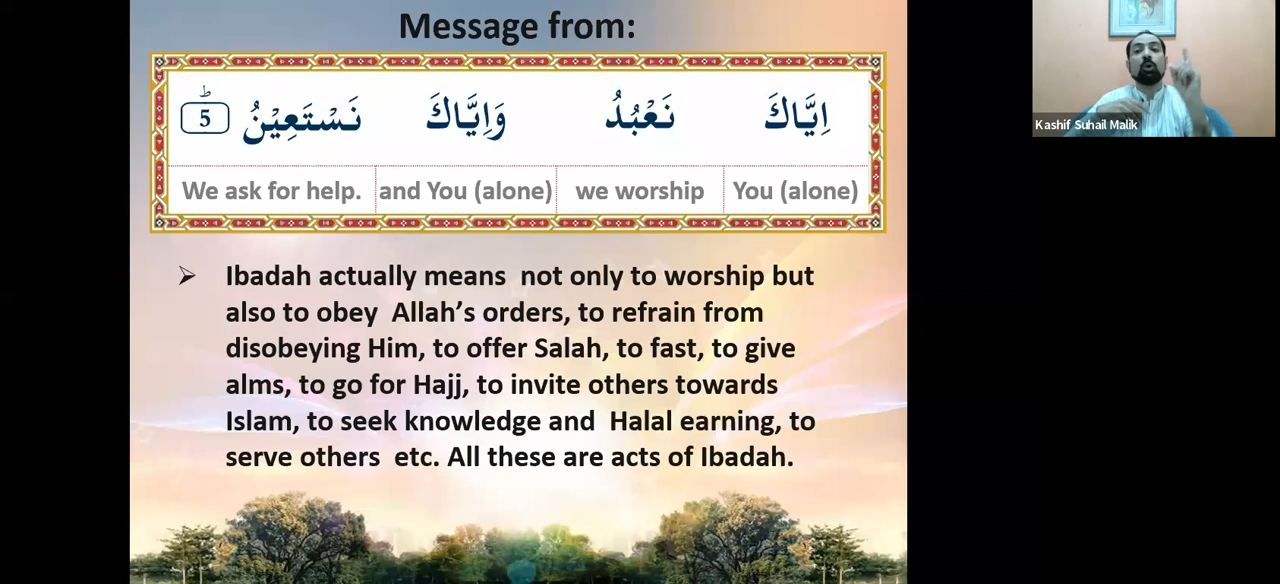 Message from:
اِيَّاكَ نَعْبُدُ وَاِيَّاكَ نَسْتَعِيْنُ ؕ 5
We ask for help. and You (alone) we worship You (alone)
➢ Ibadah actually means not only to worship but
also to obey Allah’s orders, to refrain from
disobeying Him, to offer Salah, to fast, to give
alms, to go for Hajj, to invite others towards
Islam, to seek knowledge and Halal earning, to
serve others etc. All these are acts of Ibadah.
Kashif Suhail Malik